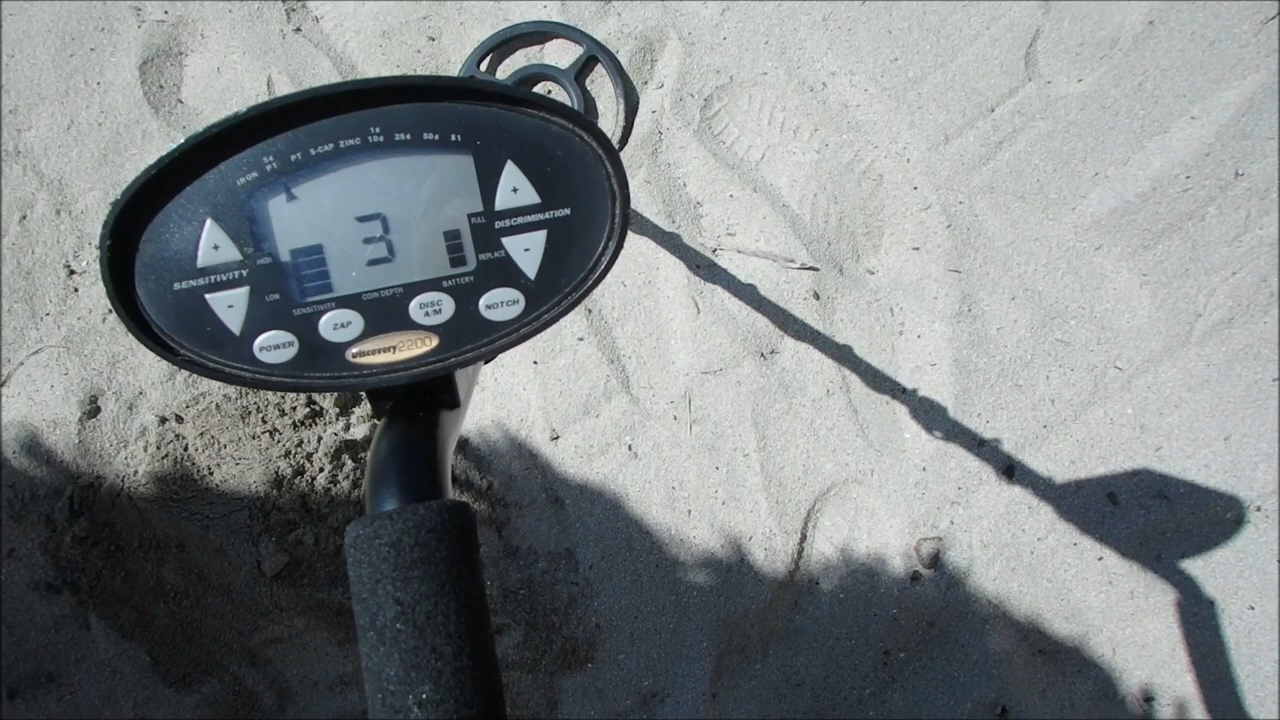 1¢
5¢
IRON PT PT S-CAP ZINC 10¢ 25¢ 50¢ $1
+
+
FULL
DISCRIMINATION
3
HIGH
REPLACE
SENSITIVITY
-
-
LOW
SENSITIVITY
COIN DEPTH
BATTERY
POWER
ZAP
DISC
A/M
NOTCH
Discovery 2200